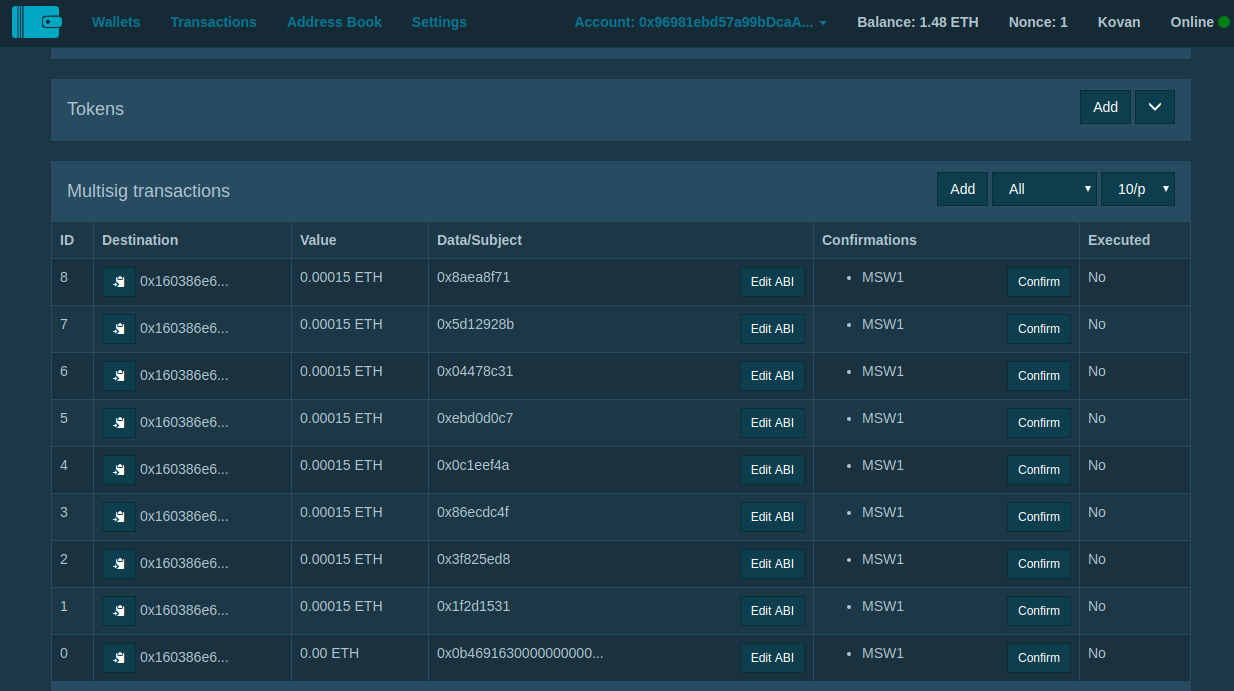 Wallets Transactions Address Book Settings Account: 0x96981ebd57a99bDcaA... Balance: 1.48 ETH Nonce: 1 Kovan Online
Tokens Add
Multisig transactions Add All 10/p
ID Destination Value Data/Subject Confirmations Executed
8 0x160386e6... 0.00015 ETH 0x8aea8f71 Edit ABI • MSW1 Confirm No
7 0x160386e6... 0.00015 ETH 0x5d12928b Edit ABI • MSW1 Confirm No
6 0x160386e6... 0.00015 ETH 0x04478c31 Edit ABI • MSW1 Confirm No
5 0x160386e6... 0.00015 ETH 0xebd0d0c7 Edit ABI • MSW1 Confirm No
4 0x160386e6... 0.00015 ETH 0x0c1eef4a Edit ABI • MSW1 Confirm No
3 0x160386e6... 0.00015 ETH 0x86ecdc4f Edit ABI • MSW1 Confirm No
2 0x160386e6... 0.00015 ETH 0x3f825ed8 Edit ABI • MSW1 Confirm No
1 0x160386e6... 0.00015 ETH 0x1f2d1531 Edit ABI • MSW1 Confirm No
0 0x160386e6... 0.00 ETH 0x0b4691630000000000... Edit ABI • MSW1 Confirm No